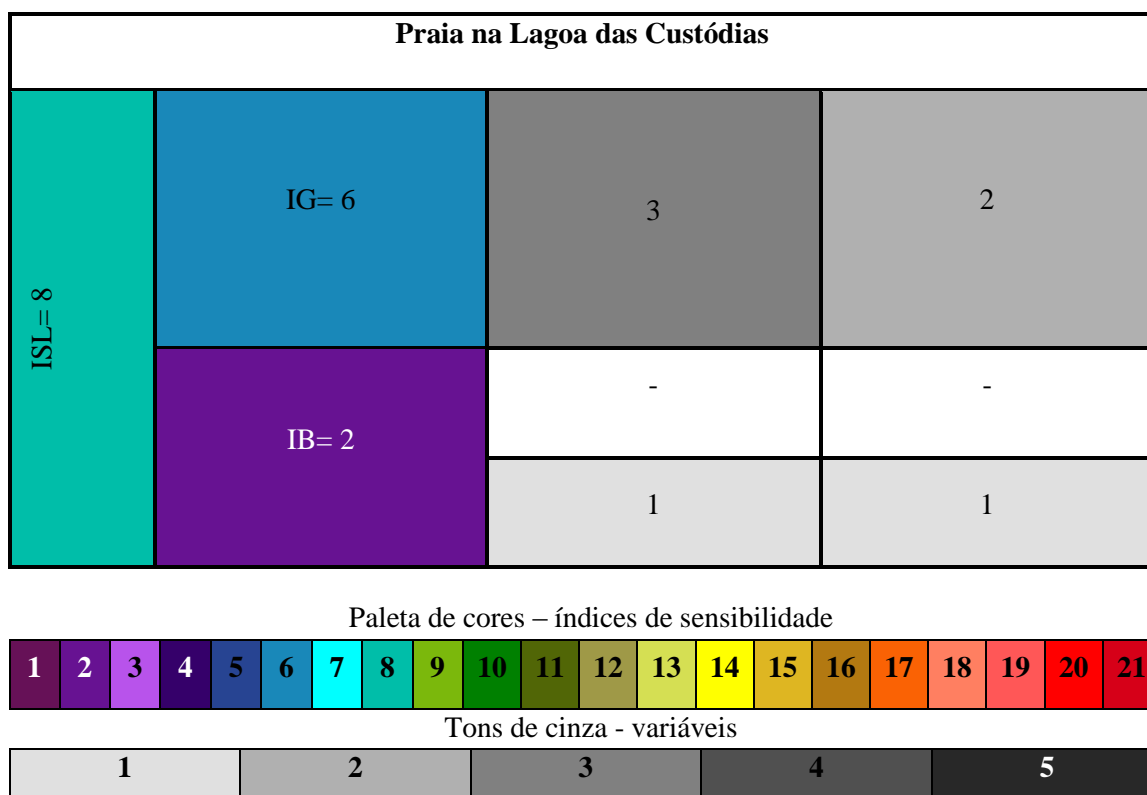 Praia na Lagoa das Custódias
ISL= 8
IG= 6
3
2
IB= 2
- -
1 1
Paleta de cores – índices de sensibilidade
1 2 3 4 5 6 7 8 9 10 11 12 13 14 15 16 17 18 19 20 21
Tons de cinza - variáveis
1 2 3 4 5